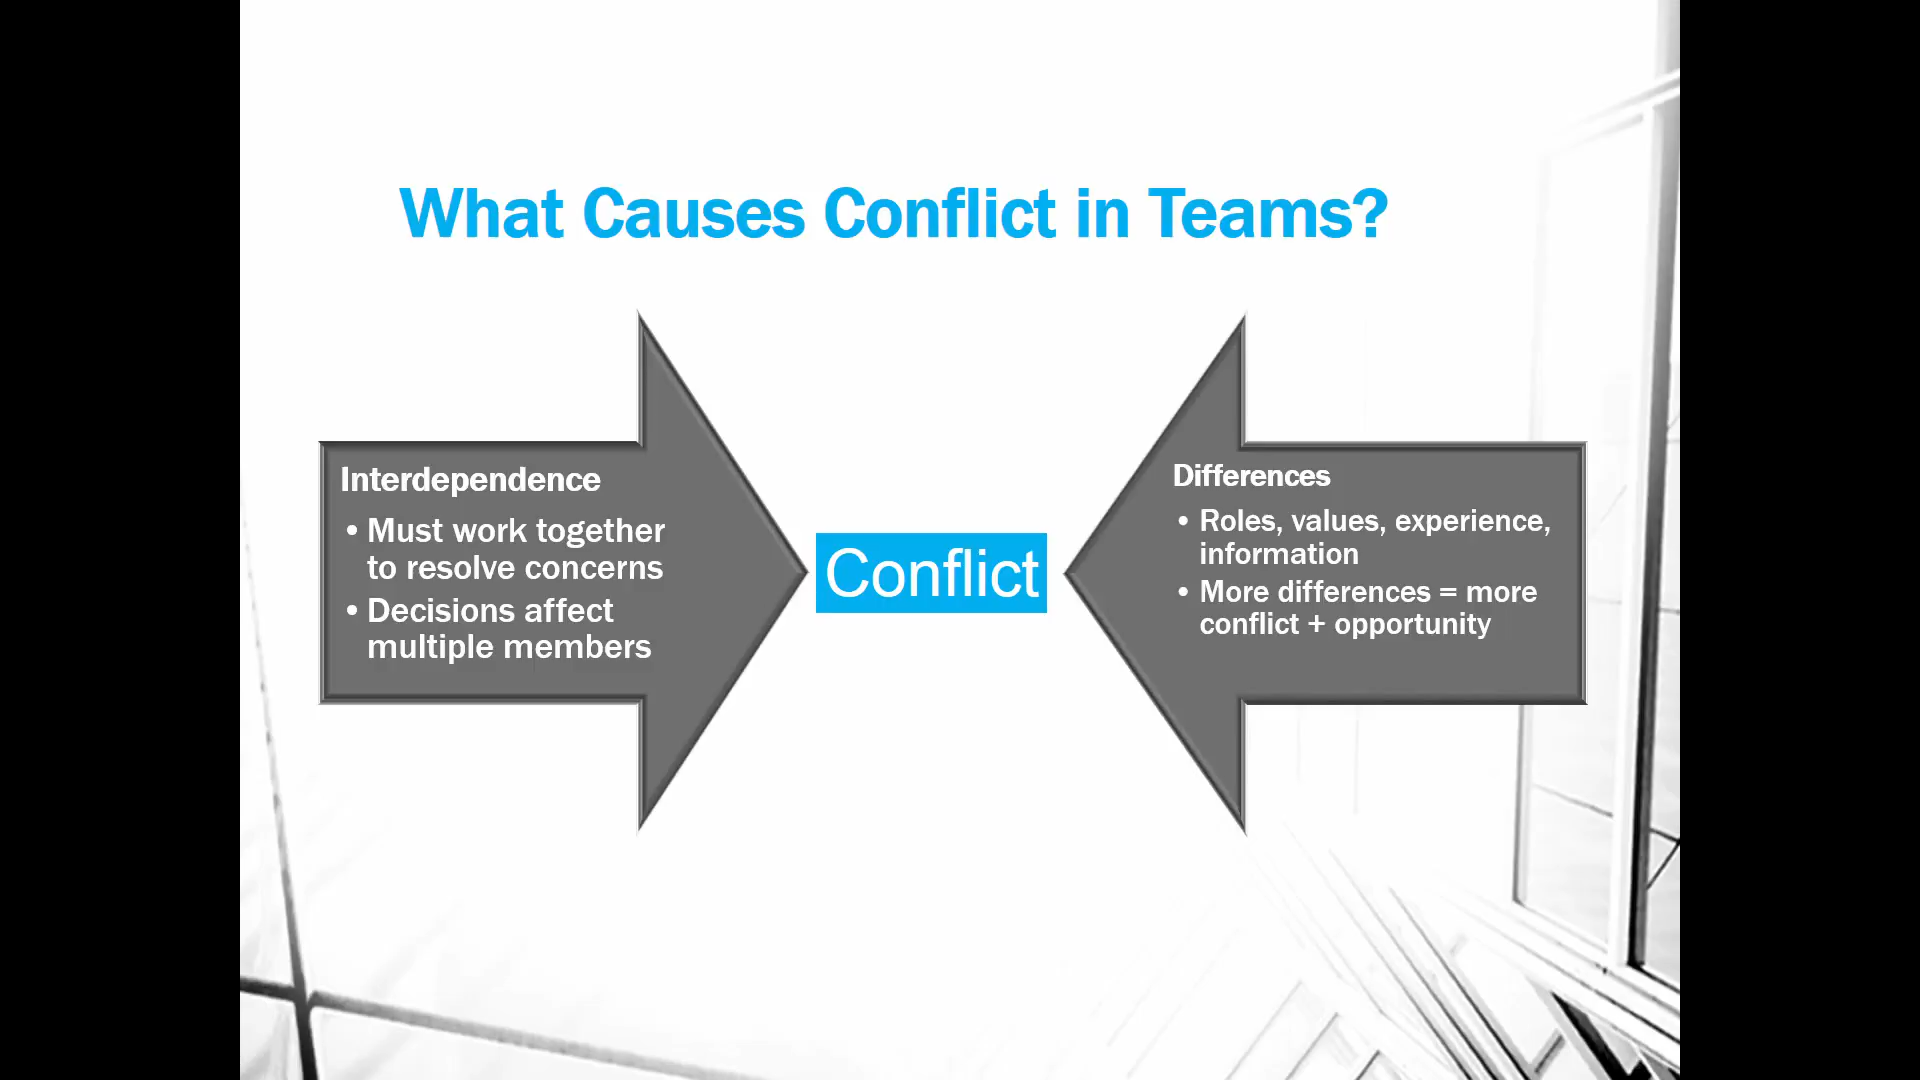 What Causes Conflict in Teams?
Interdependence
• Must work together
to resolve concerns
• Decisions affect
multiple members
Conflict
Differences
• Roles, values, experience,
information
• More differences = more
conflict + opportunity